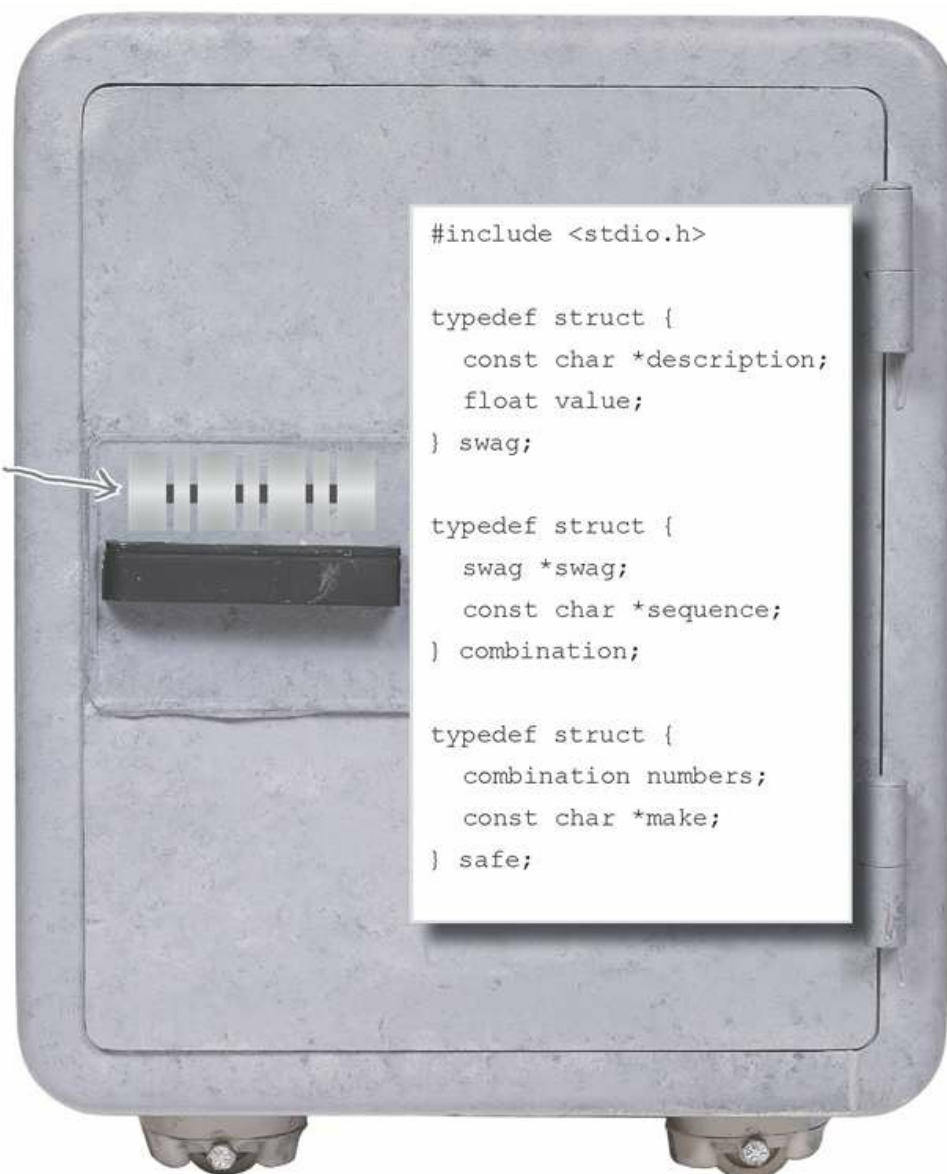 #include <stdio.h>
typedef struct {
const char *description;
float value;
} swag;
typedef struct {
swag *swag;
const char *sequence;
} combination;
typedef struct {
combination numbers;
const char *make;
} safe;